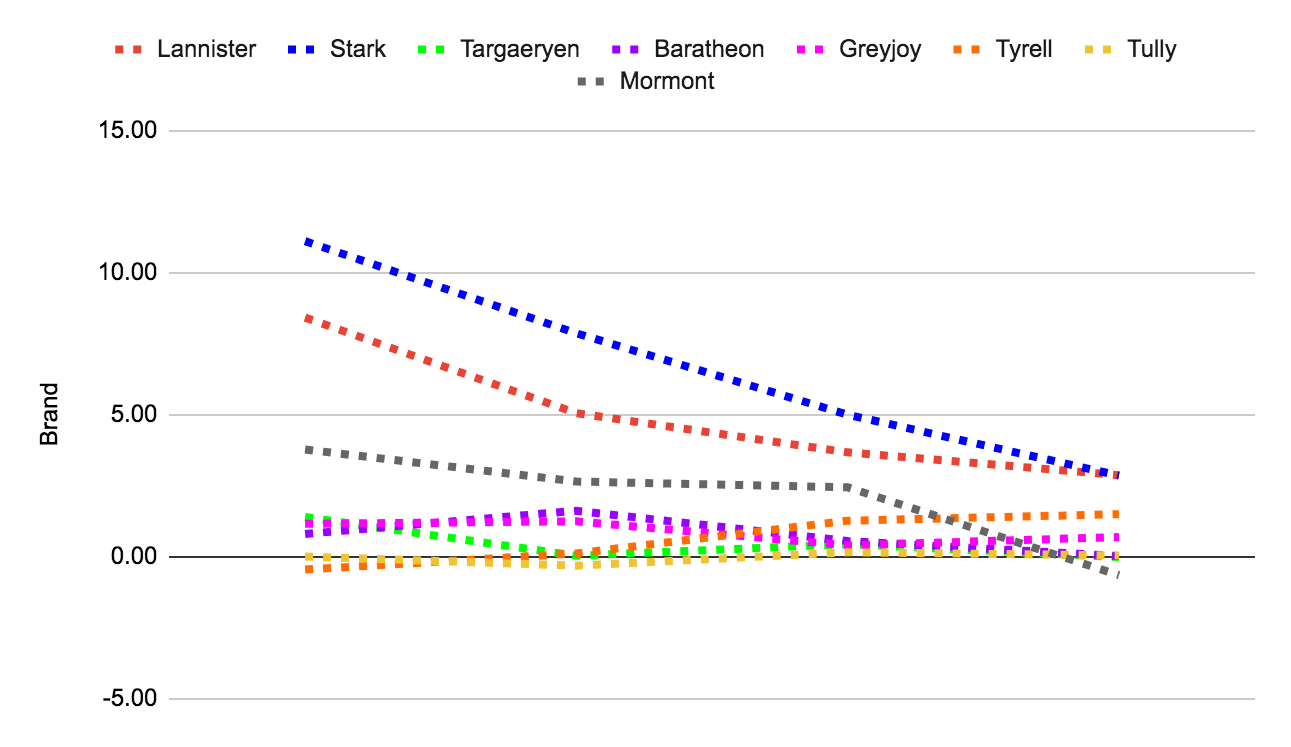 Lannister Stark Targaeryen Baratheon Greyjoy Tyrell Tully
Mormont
15.00
10.00
5.00
Brand
0.00
-5.00